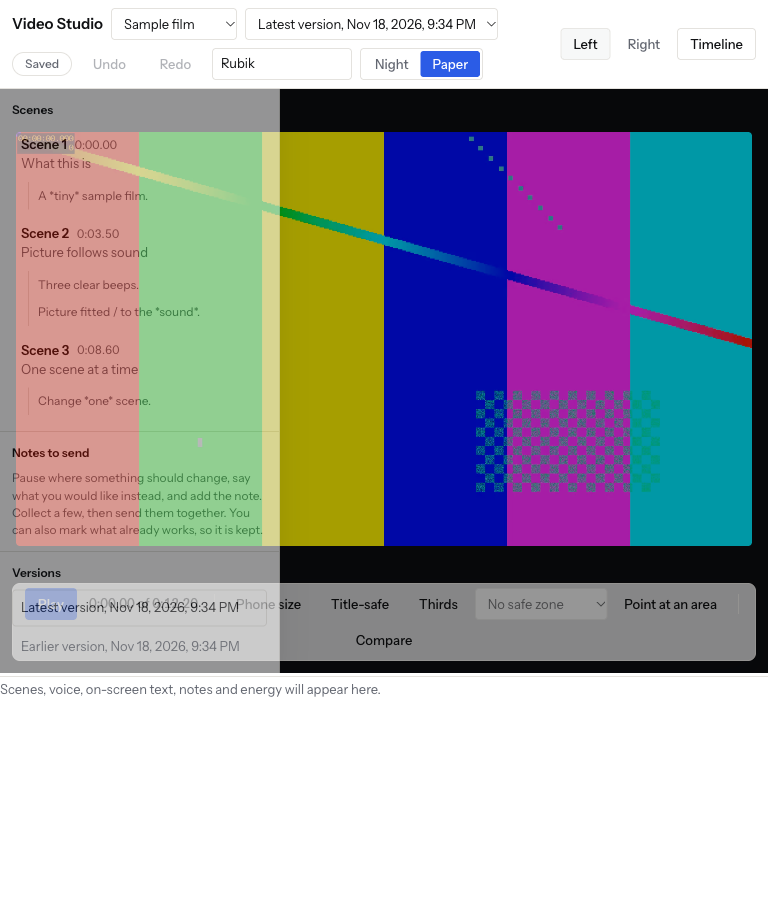 Video Studio
Sample film
Latest version, Nov 18, 2026, 9:34 PM
Left
Right
Timeline
Saved
Undo
Redo
Rubik
Night
Paper
Scenes
Scene 1 0:00.00
What this is
A *tiny* sample film.
Scene 2 0:03.50
Picture follows sound
Three clear beeps.
Picture fitted / to the *sound*.
Scene 3 0:08.60
One scene at a time
Change *one* scene.
Notes to send
Pause where something should change, say
what you would like instead, and add the note.
Collect a few, then send them together. You
can also mark what already works, so it is kept.
Versions
Latest version, Nov 18, 2026, 9:34 PM
Phone size
Title-safe
Thirds
No safe zone
Point at an area
Earlier version, Nov 18, 2026, 9:34 PM
Compare
Scenes, voice, on-screen text, notes and energy will appear here.